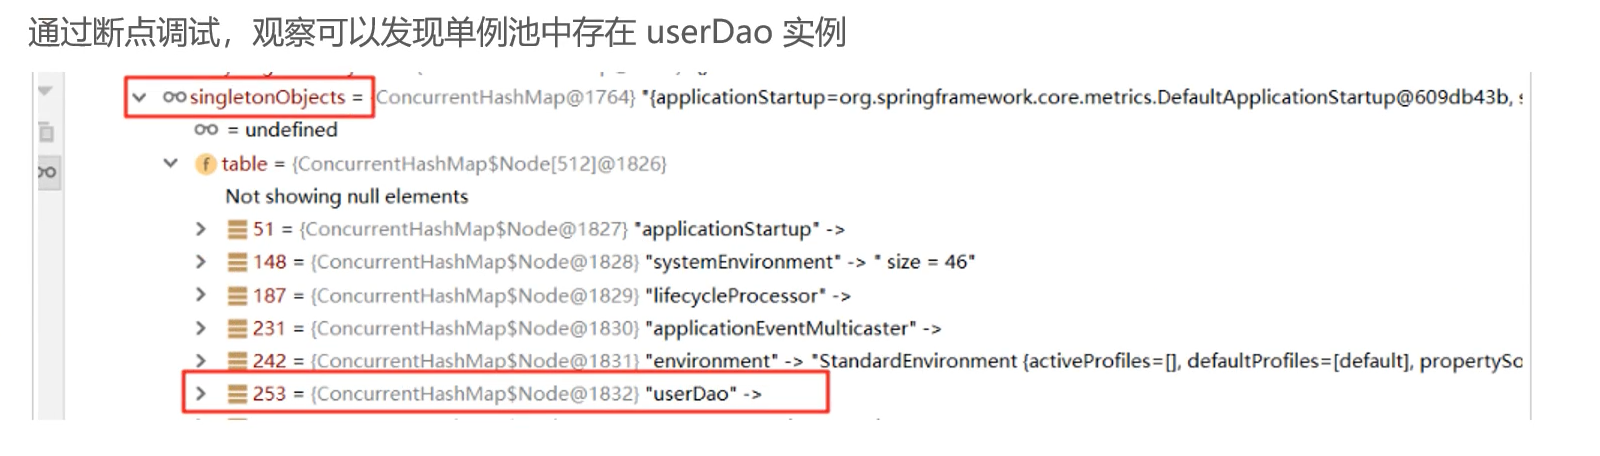 通过断点调试，观察可以发现单例池中存在 userDao 实例
singletonObjects = {ConcurrentHashMap@1764} "{applicationStartup=org.springframework.core.metrics.DefaultApplicationStartup@609db43b, s
= undefined
f table = {ConcurrentHashMap$Node[512]@1826}
Not showing null elements
51 = {ConcurrentHashMap$Node@1827} "applicationStartup" ->
148 = {ConcurrentHashMap$Node@1828} "systemEnvironment" -> " size = 46"
187 = {ConcurrentHashMap$Node@1829} "lifecycleProcessor" ->
231 = {ConcurrentHashMap$Node@1830} "applicationEventMulticaster" ->
242 = {ConcurrentHashMap$Node@1831} "environment" -> "StandardEnvironment {activeProfiles=[], defaultProfiles=[default], propertySo
253 = {ConcurrentHashMap$Node@1832} "userDao" ->